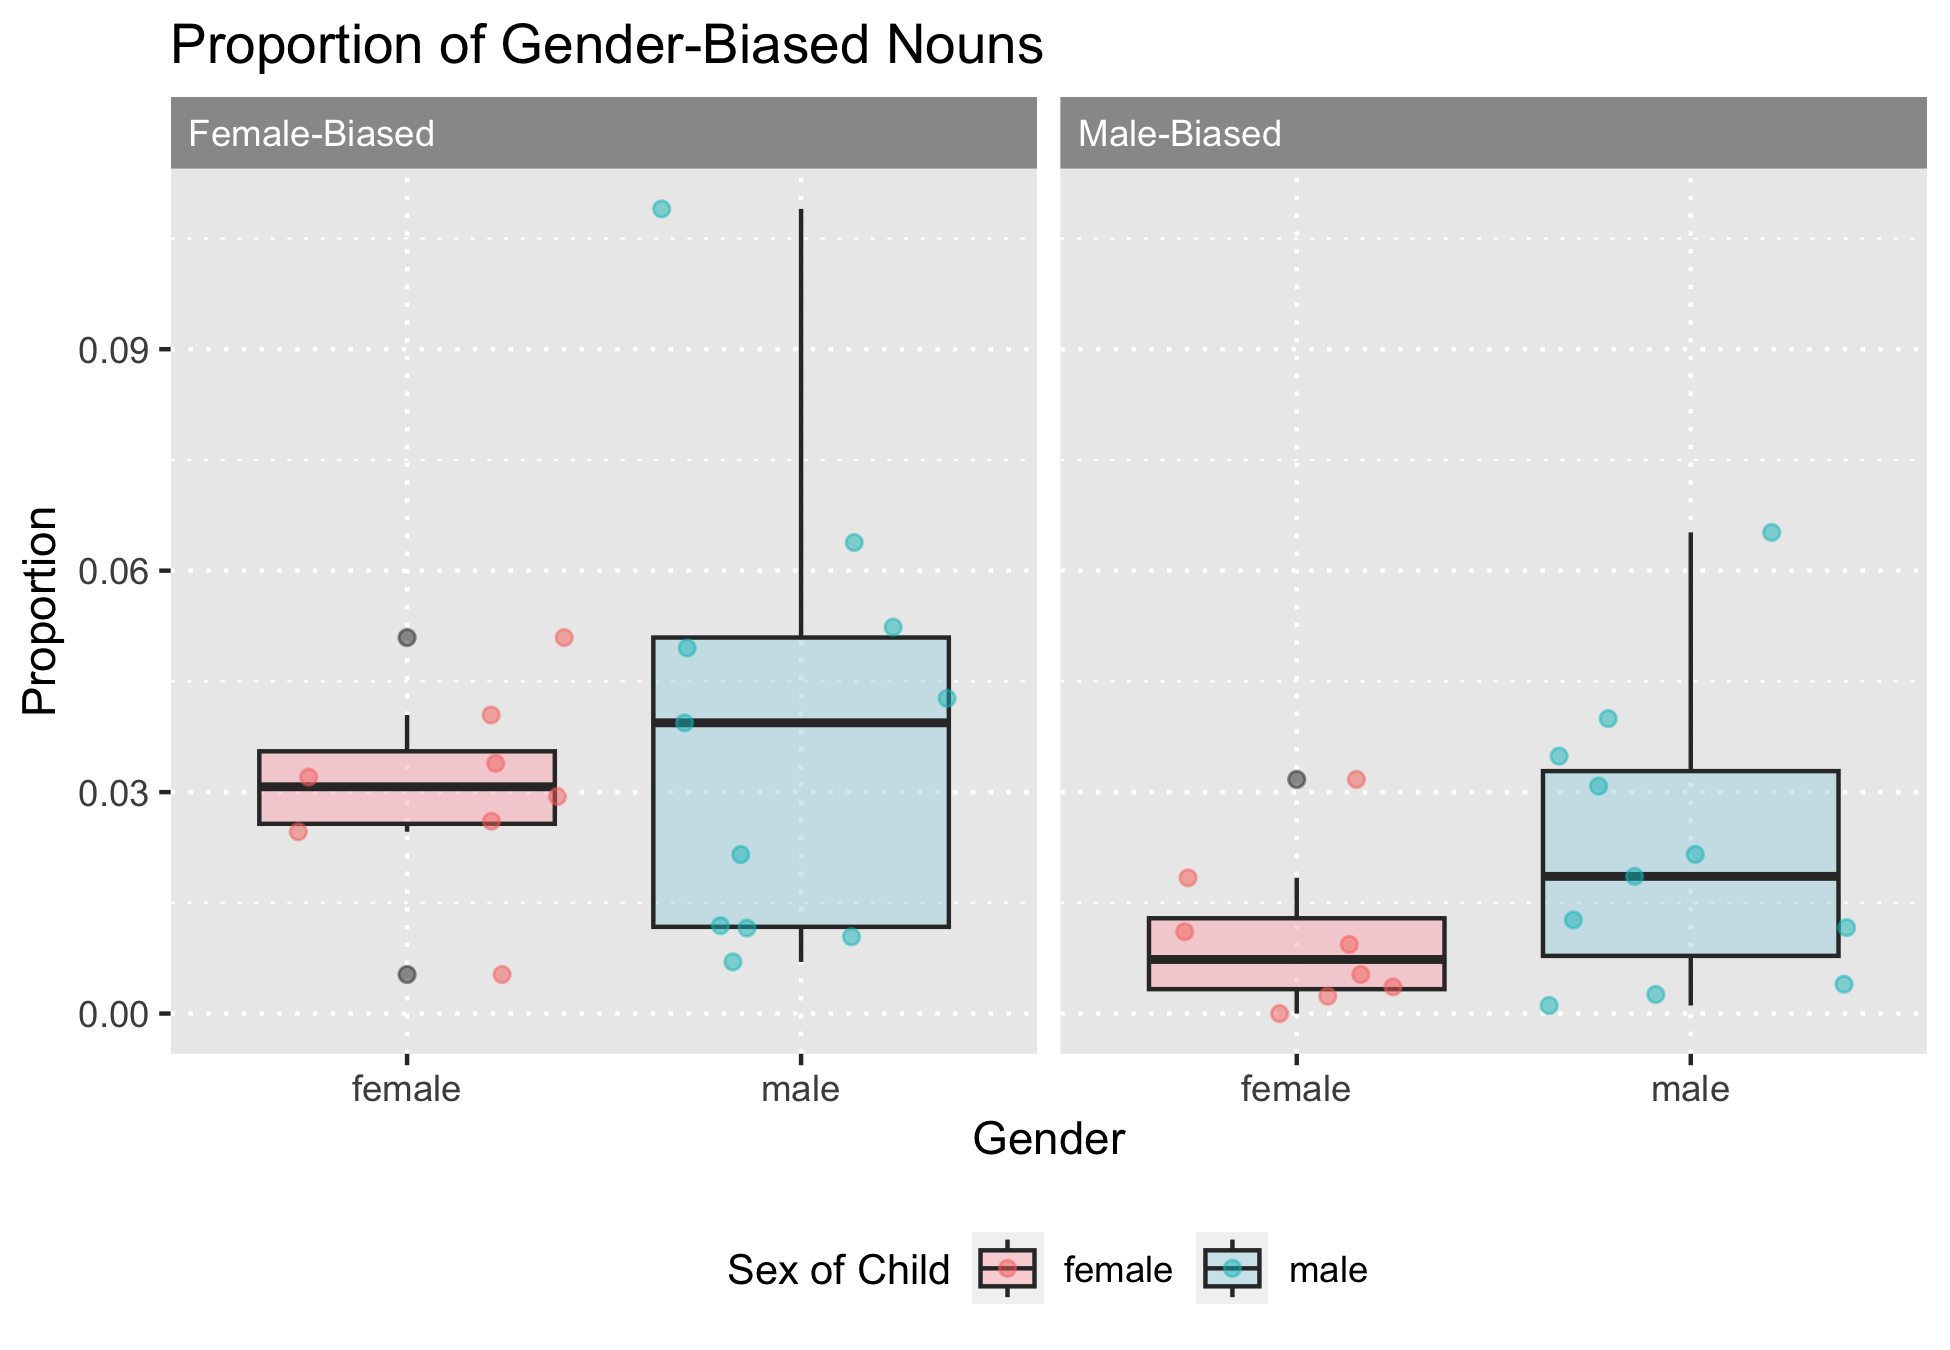 Proportion of Gender-Biased Nouns
Female-Biased
Male-Biased
Proportion
0.09
0.06
0.03
0.00
female
male
female
male
Gender
Sex of Child
female
male